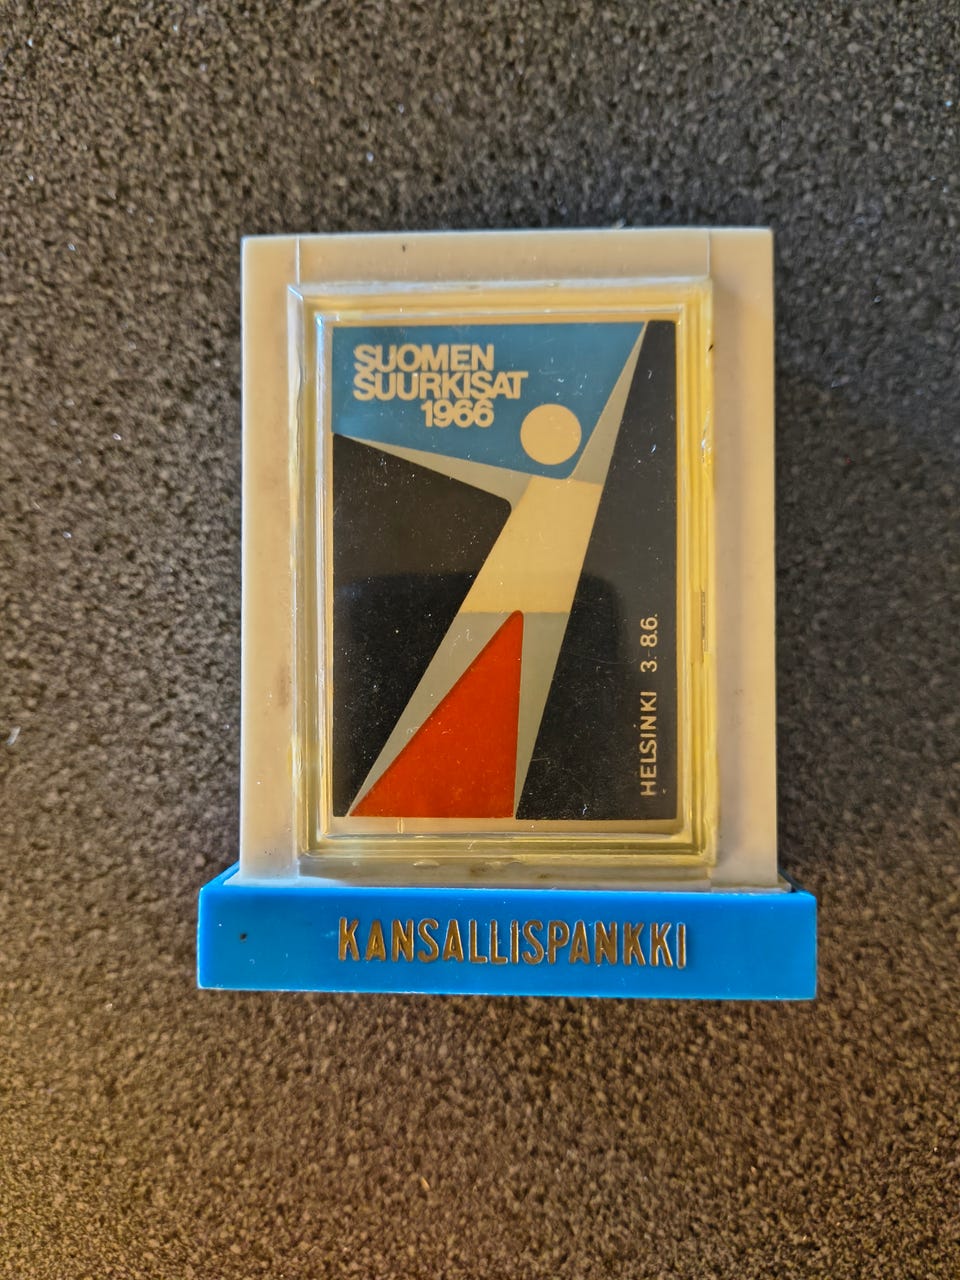 SUOMEN
SUURKISAT
1966
HELSINKI 3.-8.6.
KANSALLISPANKKI